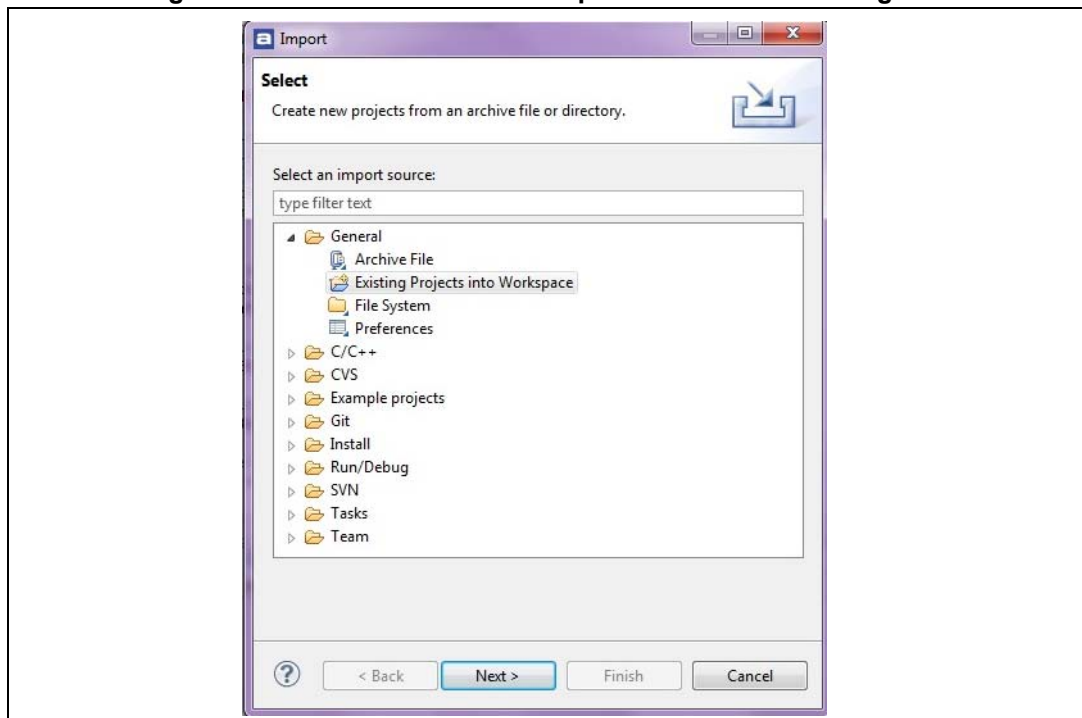 Import
Select
Create new projects from an archive file or directory.
Select an import source:
type filter text
General
Archive File
Existing Projects into Workspace
File System
Preferences
C/C++
CVS
Example projects
Git
Install
Run/Debug
SVN
Tasks
Team
< Back Next > Finish Cancel